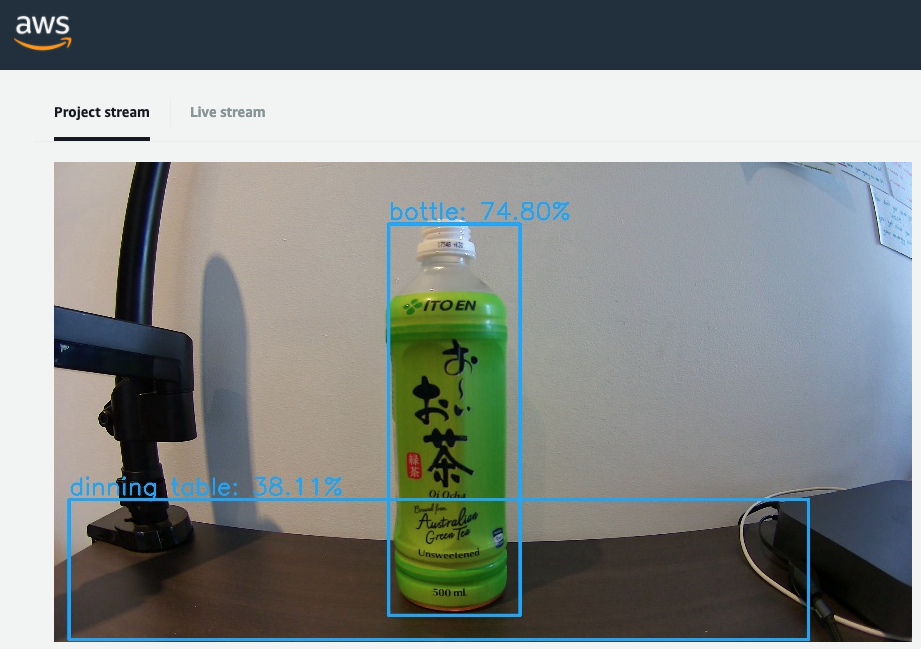 aws
Project stream
Live stream
bottle: 74.80%
ITO EN
お～い
お茶
緑茶
Oi Ocha
Brewed from
Australian
Green Tea
Unsweetened
500 mL
dinning table: 38.11%